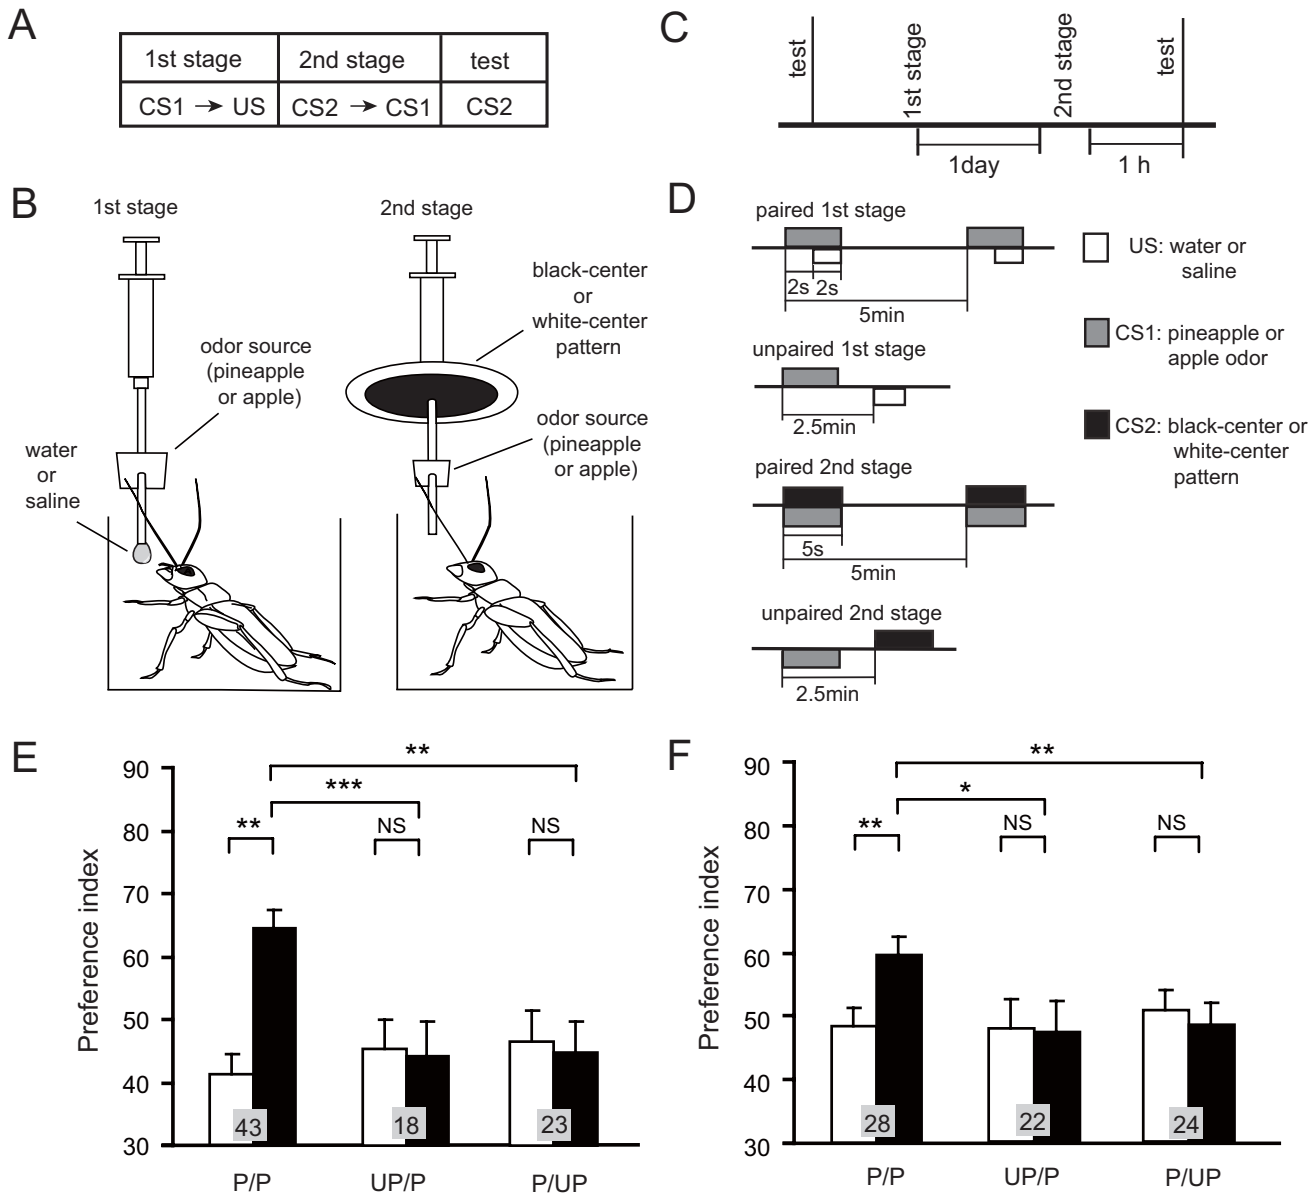 A
1st stage 2nd stage test
CS1 → US CS2 → CS1 CS2
B
1st stage
2nd stage
odor source
(pineapple
or apple)
water
or
saline
black-center
or
white-center
pattern
odor source
(pineapple
or apple)
C
test
1st stage
2nd stage
test
1day
1 h
D
paired 1st stage
2s 2s
5min
unpaired 1st stage
2.5min
paired 2nd stage
5s
5min
unpaired 2nd stage
2.5min
US: water or
saline
CS1: pineapple or
apple odor
CS2: black-center or
white-center
pattern
E
Preference index
90
80
70
60
50
40
30
**
***
**
NS
NS
43
18
23
P/P
UP/P
P/UP
F
Preference index
90
80
70
60
50
40
30
**
*
**
NS
NS
28
22
24
P/P
UP/P
P/UP